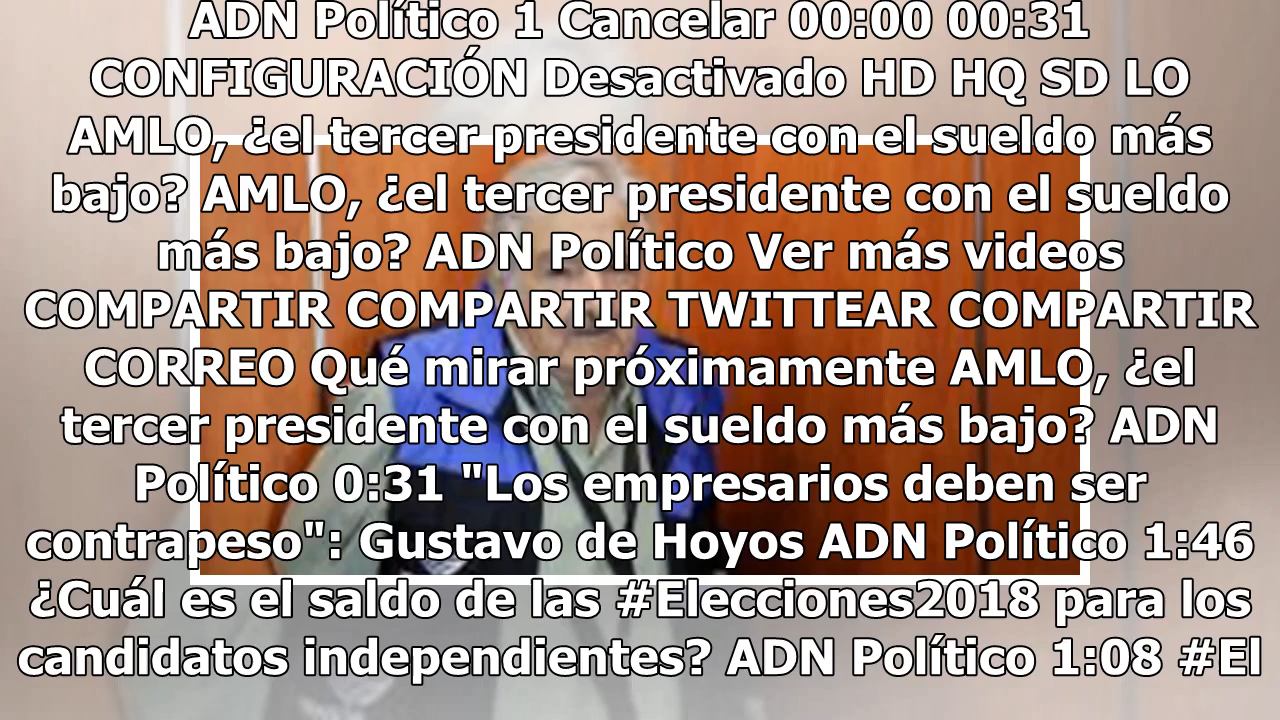 ADN Político 1 Cancelar 00:00 00:31
CONFIGURACIÓN Desactivado HD HQ SD LO
AMLO, ¿el tercer presidente con el sueldo más
bajo? AMLO, ¿el tercer presidente con el sueldo
más bajo? ADN Político Ver más videos
COMPARTIR COMPARTIR TWITTEAR COMPARTIR
CORREO Qué mirar próximamente AMLO, ¿el
tercer presidente con el sueldo más bajo? ADN
Político 0:31 "Los empresarios deben ser
contrapeso": Gustavo de Hoyos ADN Político 1:46
¿Cuál es el saldo de las #Elecciones2018 para los
candidatos independientes? ADN Político 1:08 #El